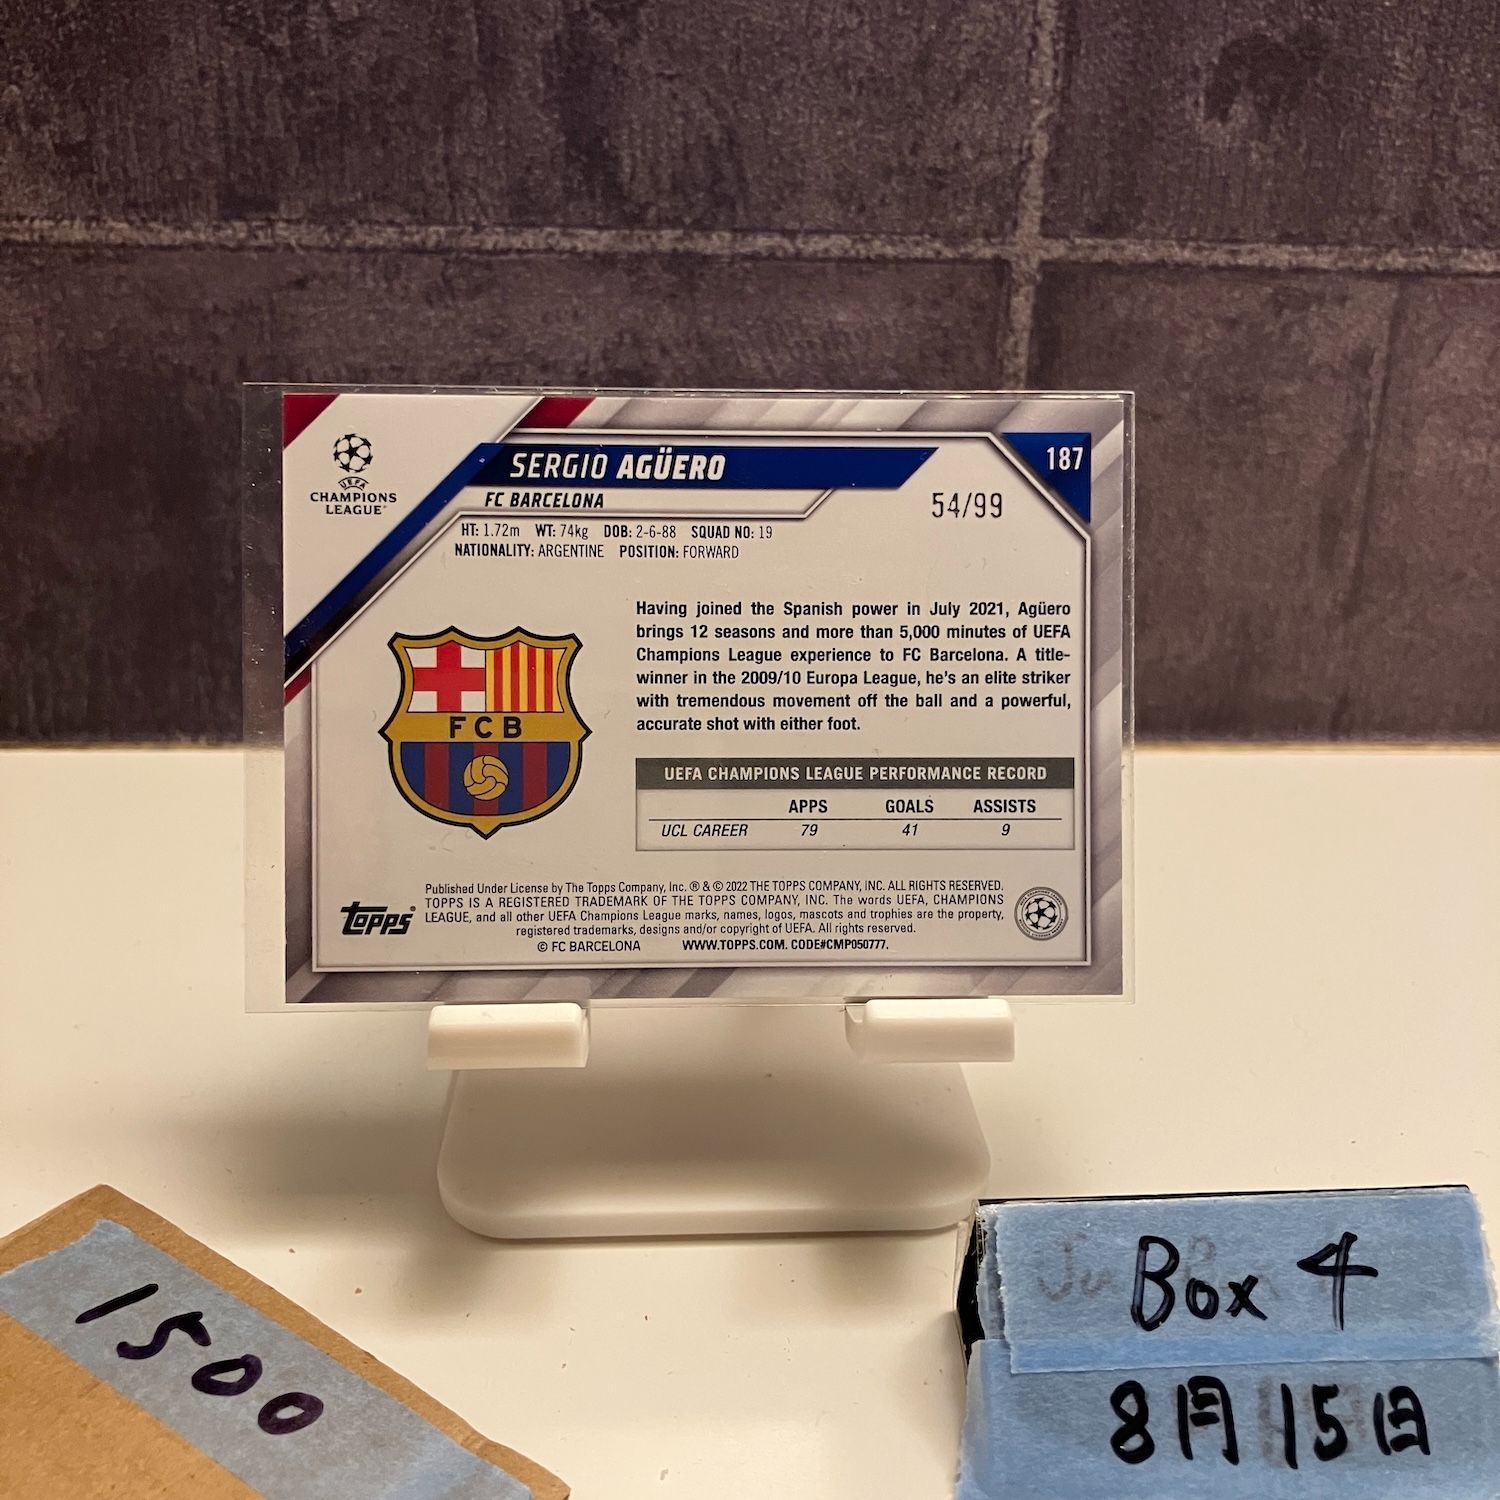 UEFA
CHAMPIONS
LEAGUE
SERGIO AGÜERO
187
FC BARCELONA
54/99
HT: 1.72m WT: 74kg DOB: 2-6-88 SQUAD NO: 19
NATIONALITY: ARGENTINE POSITION: FORWARD
Having joined the Spanish power in July 2021, Agüero
brings 12 seasons and more than 5,000 minutes of UEFA
Champions League experience to FC Barcelona. A title-
winner in the 2009/10 Europa League, he's an elite striker
with tremendous movement off the ball and a powerful,
accurate shot with either foot.
FCB
UEFA CHAMPIONS LEAGUE PERFORMANCE RECORD
APPS GOALS ASSISTS
UCL CAREER 79 41 9
Published Under License by The Topps Company, Inc. ® & © 2022 THE TOPPS COMPANY, INC. ALL RIGHTS RESERVED.
TOPPS IS A REGISTERED TRADEMARK OF THE TOPPS COMPANY, INC. The words UEFA, CHAMPIONS
LEAGUE, and all other UEFA Champions League marks, names, logos, mascots and trophies are the property,
registered trademarks, designs and/or copyright of UEFA. All rights reserved.
© FC BARCELONA WWW.TOPPS.COM. CODE#CMP050777.
Topps®
1500
Box 4
8月15日